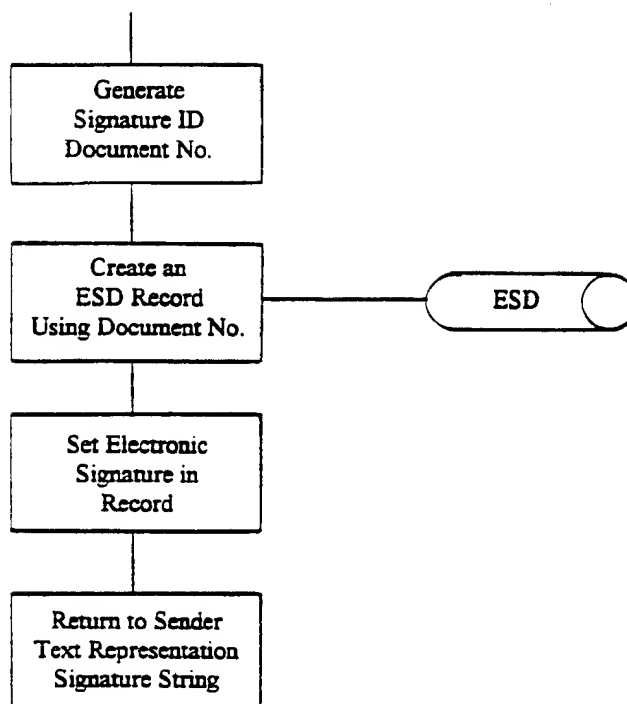 Generate
Signature ID
Document No.
Create an
ESD Record
Using Document No.
ESD
Set Electronic
Signature in
Record
Return to Sender
Text Representation
Signature String